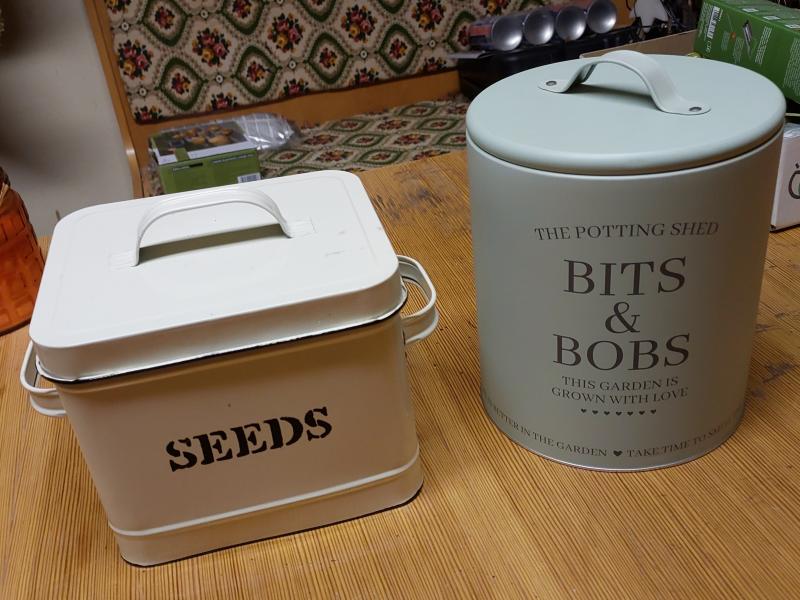 SEEDS
THE POTTING SHED
BITS
&
BOBS
THIS GARDEN IS
GROWN WITH LOVE
IN THE GARDEN ♥ TAKE TIME TO